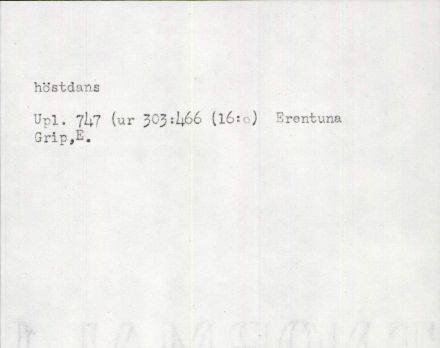 höstdans
Upl. 747 (ur 303:466 (16:o) Erentuna
Grip,E.